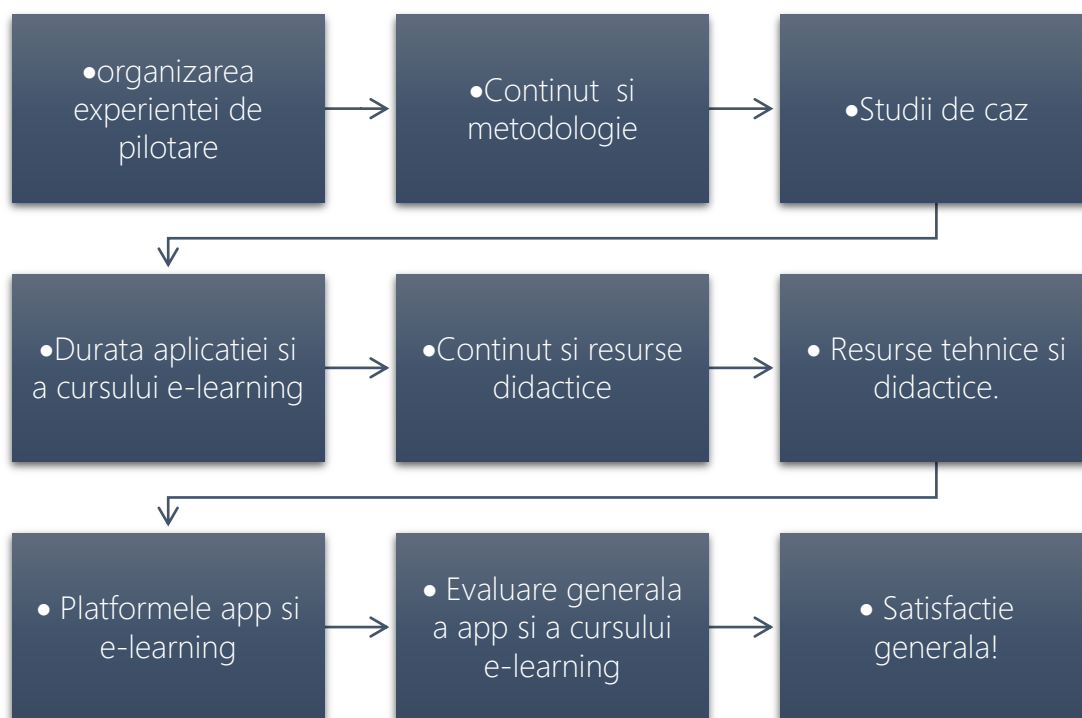 •organizarea
experientei de
pilotare
•Continut si
metodologie
•Studii de caz
•Durata aplicatiei si
a cursului e-learning
•Continut si resurse
didactice
• Resurse tehnice si
didactice.
• Platformele app si
e-learning
• Evaluare generala
a app si a cursului
e-learning
• Satisfactie
generala!